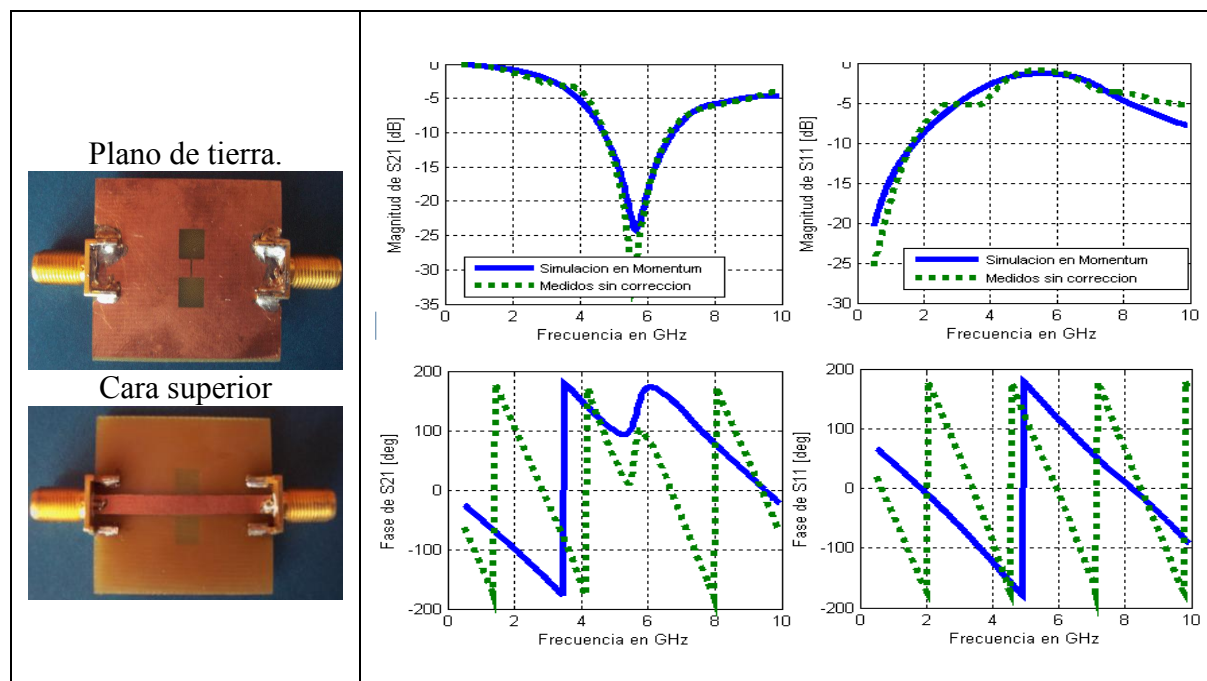 Plano de tierra.
Cara superior
Magnitud de S21 [dB]
0
-5
-10
-15
-20
-25
-30
-35
0 2 4 6 8 10
Frecuencia en GHz
Simulacion en Momentum
Medidos sin correccion
Magnitud de S11 [dB]
0
-5
-10
-15
-20
-25
-30
0 2 4 6 8 10
Frecuencia en GHz
Simulacion en Momentum
Medidos sin correccion
Fase de S21 [deg]
200
100
0
-100
-200
0 2 4 6 8 10
Frecuencia en GHz
Fase de S11 [deg]
200
100
0
-100
-200
0 2 4 6 8 10
Frecuencia en GHz